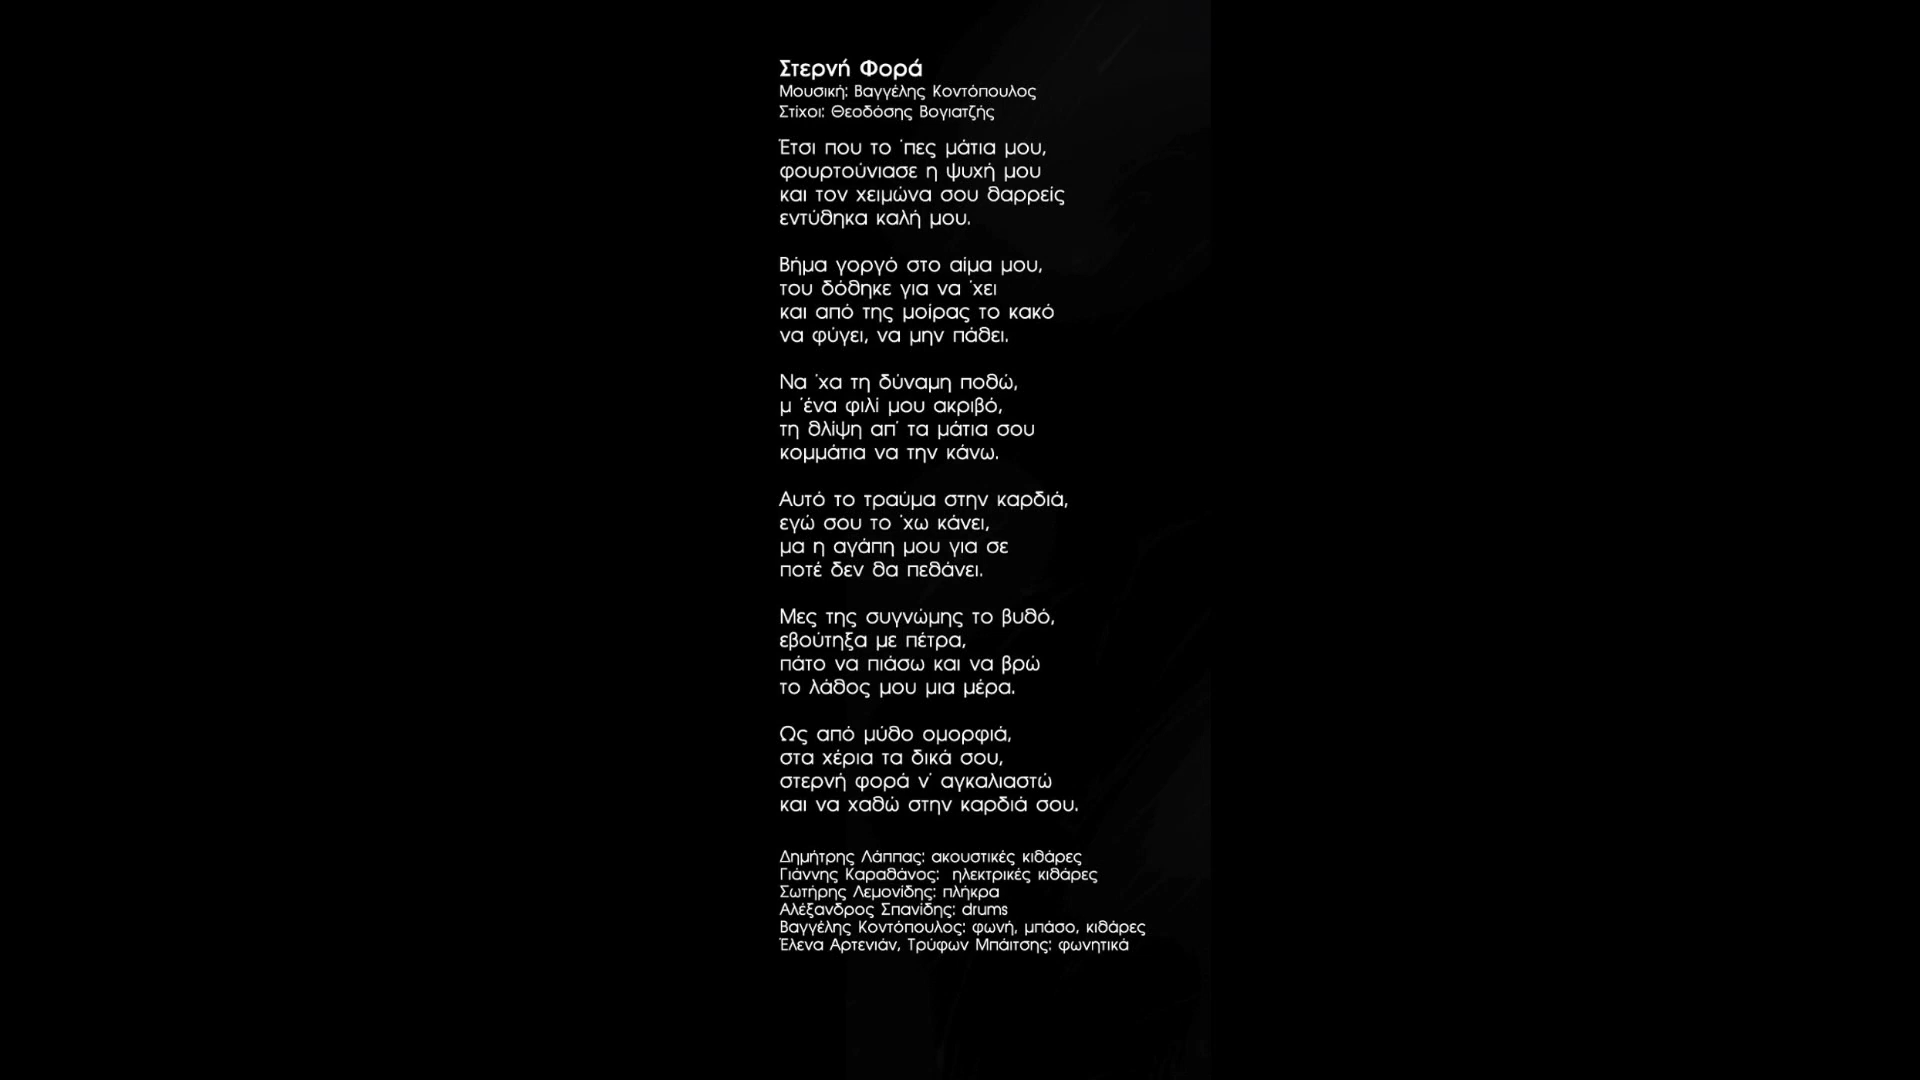 Στερνή Φορά
Μουσική: Βαγγέλης Κοντόπουλος
Στίχοι: Θεοδόσης Βογιατζής
Έτσι που το ΄πες μάτια μου,
φουρτούνιασε η ψυχή μου
και τον χειμώνα σου θαρρείς
εντύθηκα καλή μου.
Βήμα γοργό στο αίμα μου,
του δόθηκε για να ΄χει
και από της μοίρας το κακό
να φύγει, να μην πάθει.
Να ΄χα τη δύναμη ποθώ,
μ ΄ένα φιλί μου ακριβό,
τη θλίψη απ΄ τα μάτια σου
κομμάτια να την κάνω.
Αυτό το τραύμα στην καρδιά,
εγώ σου το ΄χω κάνει,
μα η αγάπη μου για σε
ποτέ δεν θα πεθάνει.
Μες της συγνώμης το βυθό,
εβούτηξα με πέτρα,
πάτο να πιάσω και να βρώ
το λάθος μου μια μέρα.
Ως από μύθο ομορφιά,
στα χέρια τα δικά σου,
στερνή φορά ν΄ αγκαλιαστώ
και να χαθώ στην καρδιά σου.
Δημήτρης Λάππας: ακουστικές κιθάρες
Γιάννης Καραθάνος:  ηλεκτρικές κιθάρες
Σωτήρης Λεμονίδης: πλήκρα
Αλέξανδρος Σπανίδης: drums
Βαγγέλης Κοντόπουλος: φωνή, μπάσο, κιθάρες
Έλενα Αρτενιάν, Τρύφων Μπάιτσης: φωνητικά